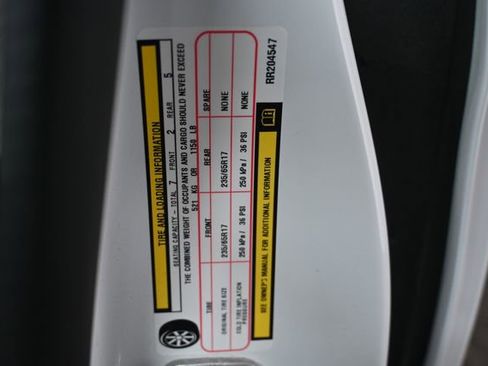 TIRE AND LOADING INFORMATION
SEATING CAPACITY - TOTAL 7 FRONT 2 REAR 5
THE COMBINED WEIGHT OF OCCUPANTS AND CARGO SHOULD NEVER EXCEED
521 KG OR 1150 LB
TIRE FRONT REAR SPARE
ORIGINAL TIRE SIZE 235/65R17 235/65R17 NONE
COLD TIRE INFLATION PRESSURE 250 kPa / 36 PSI 250 kPa / 36 PSI NONE
SEE OWNER'S MANUAL FOR ADDITIONAL INFORMATION
RR204547